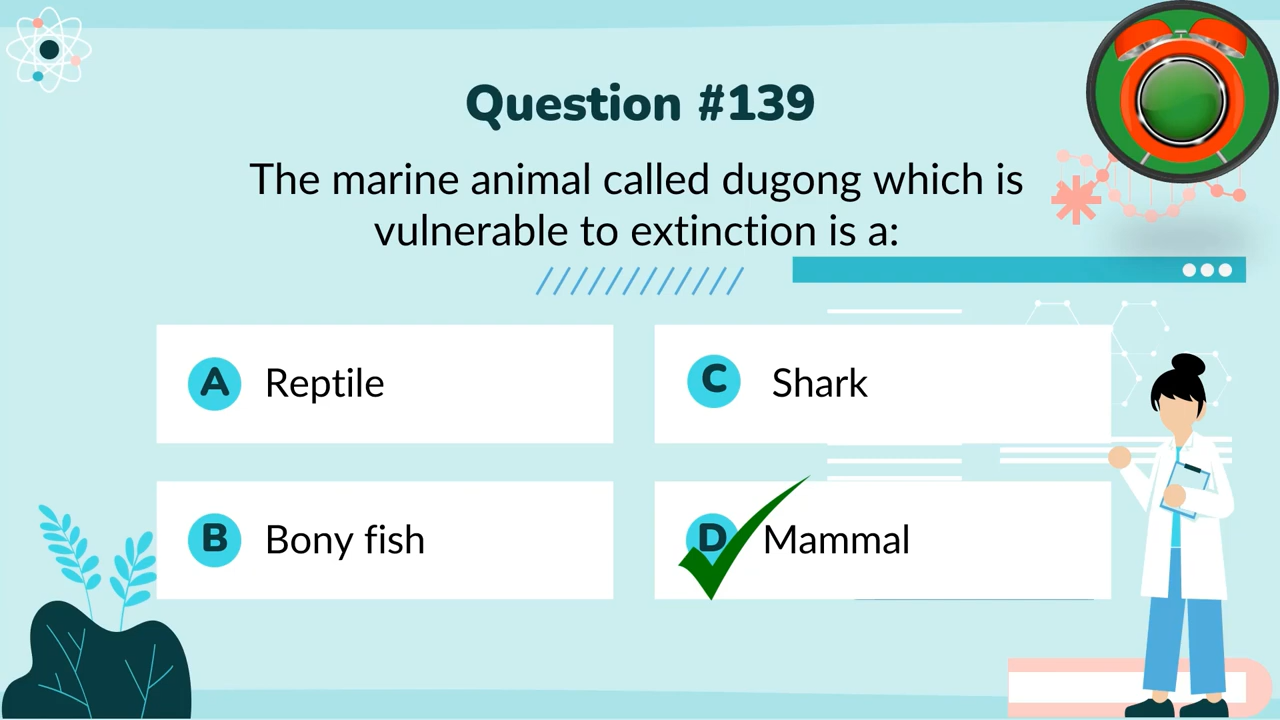 Question #139
The marine animal called dugong which is
vulnerable to extinction is a:
A Reptile
B Bony fish
C Shark
D Mammal